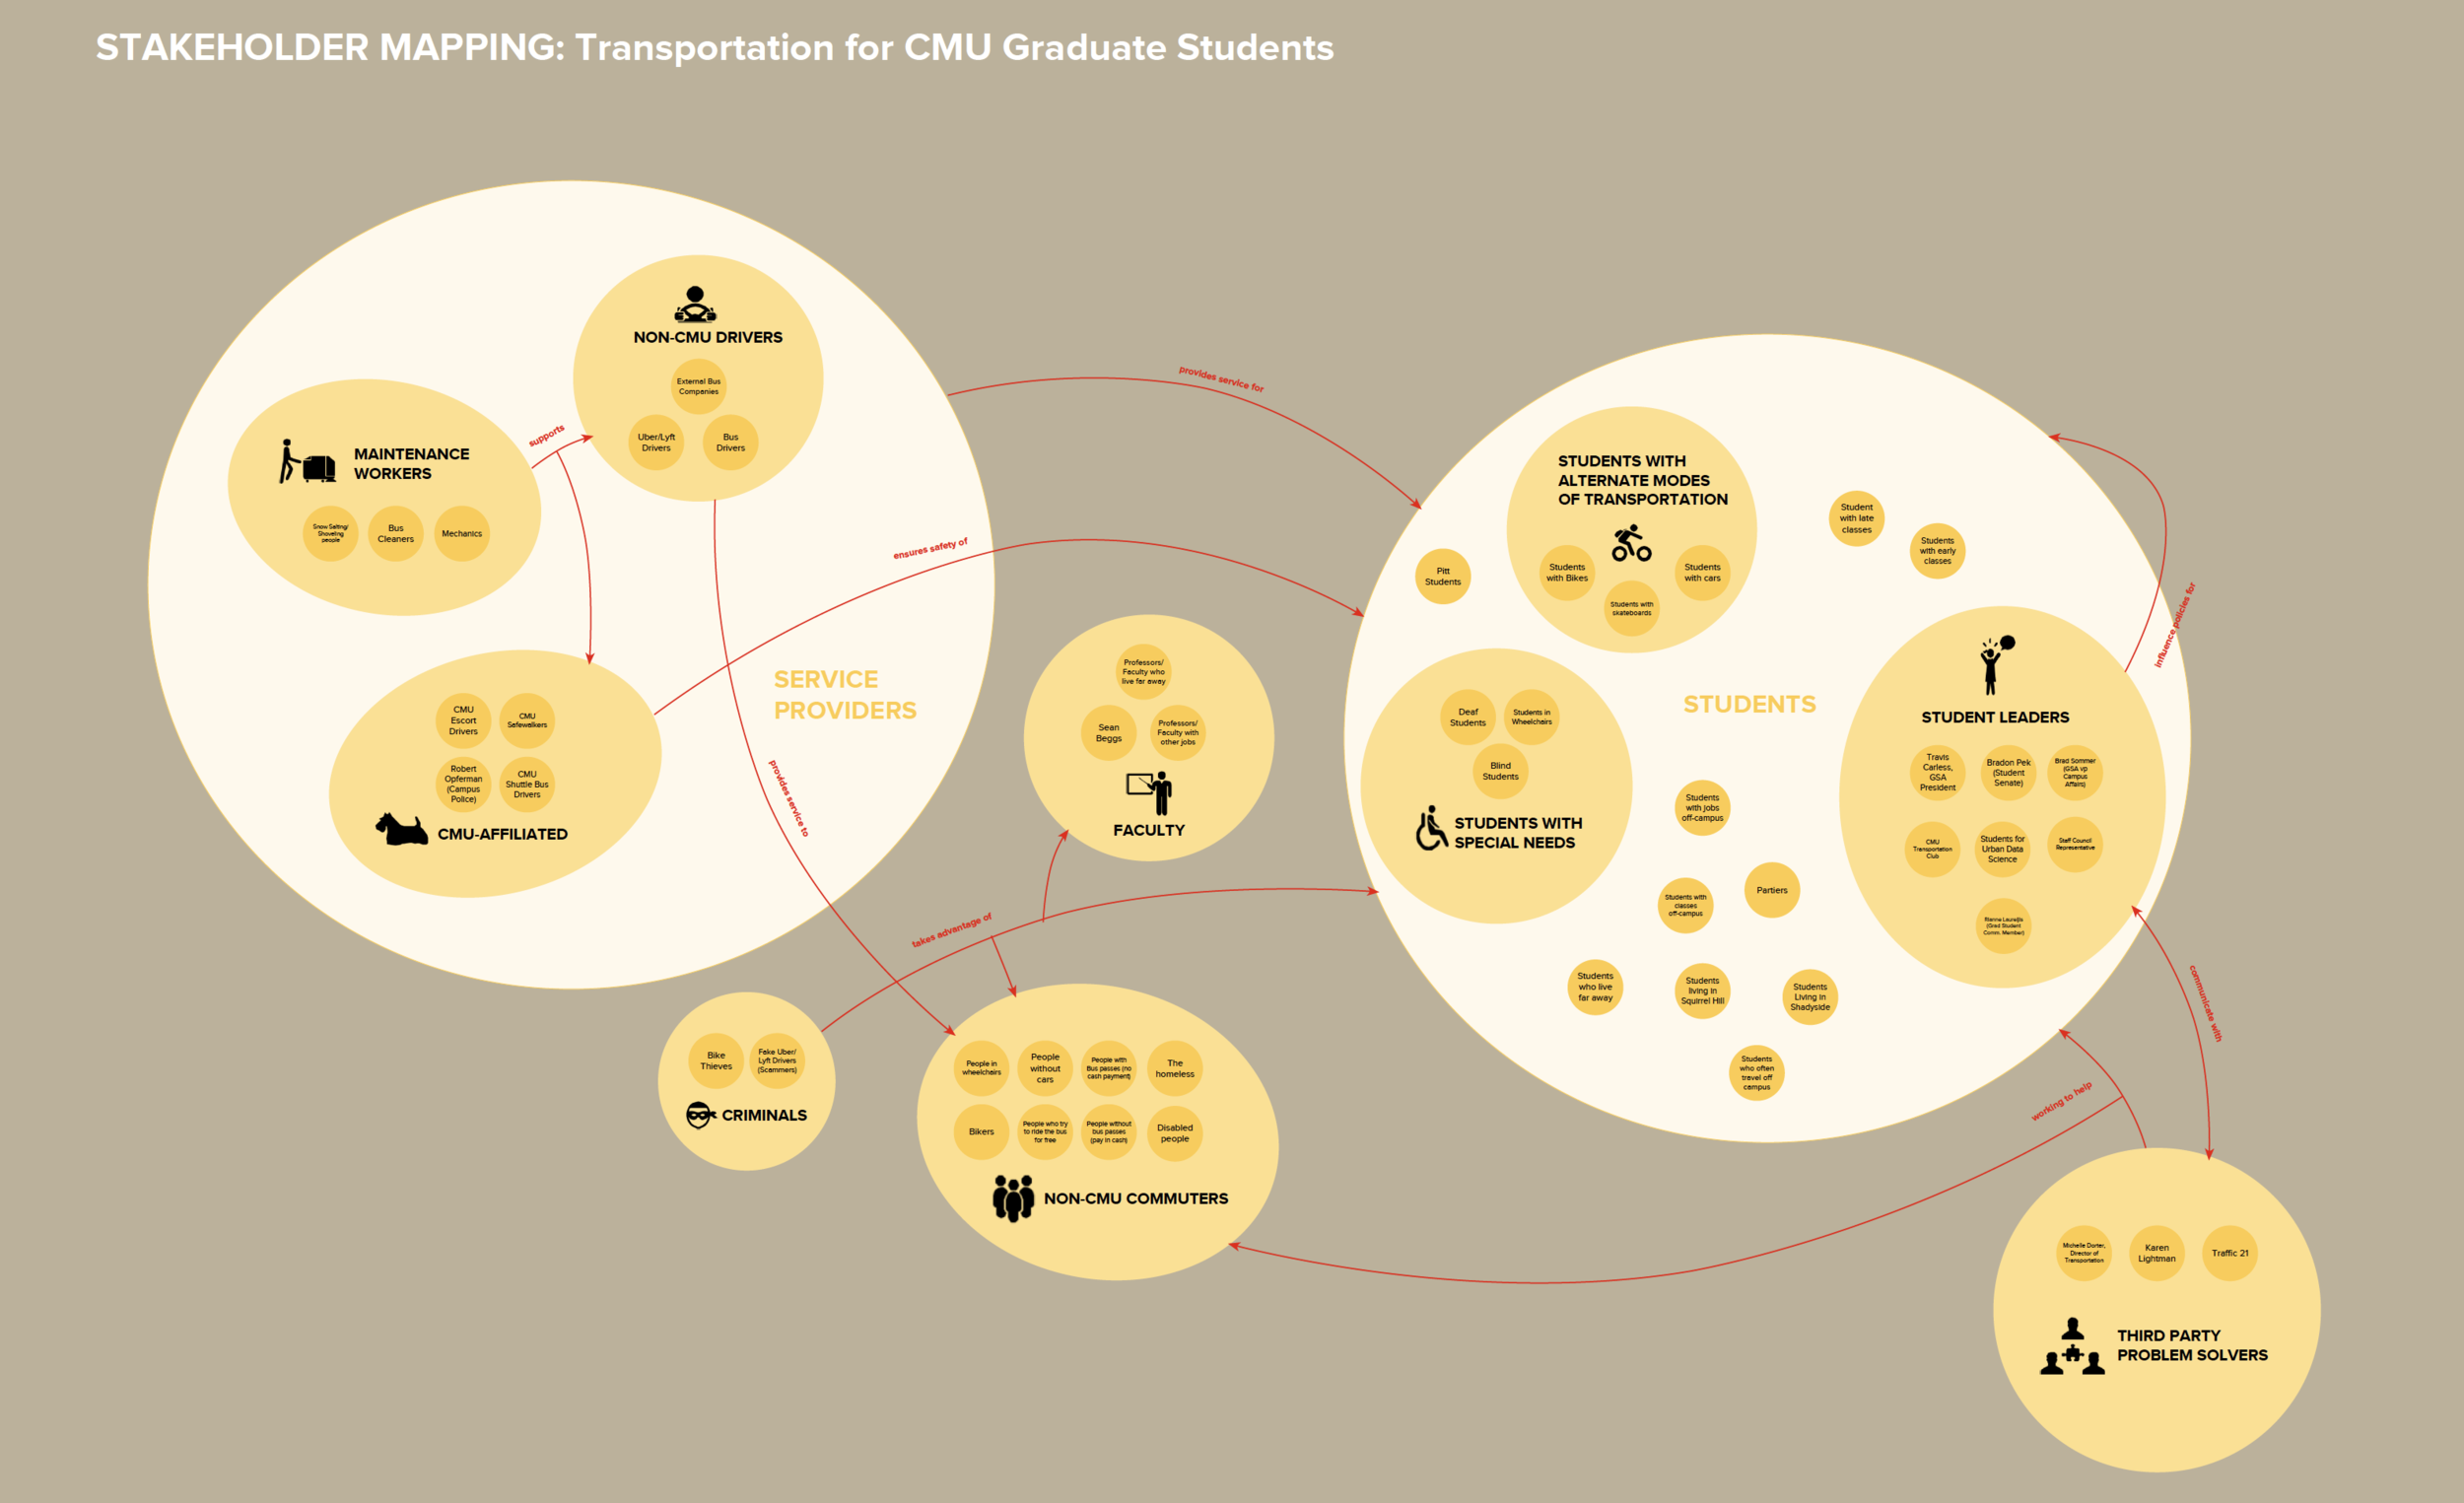 STAKEHOLDER MAPPING: Transportation for CMU Graduate Students
NON-CMU DRIVERS
External Bus
Companies
Uber/Lyft
Drivers
Bus
Drivers
supports
MAINTENANCE
WORKERS
Snow Salting/
Shoveling
people
Bus
Cleaners
Mechanics
CMU
Escort
Drivers
CMU
Safewalkers
Robert
Opferman
(Campus
Police)
CMU
Shuttle Bus
Drivers
CMU-AFFILIATED
SERVICE
PROVIDERS
provides service for
ensures safety of
provides service to
Professors/
Faculty who
live far away
Sean
Beggs
Professors/
Faculty with
other jobs
FACULTY
takes advantage of
Bike
Thieves
Fake Uber/
Lyft Drivers
(Scammers)
CRIMINALS
People in
wheelchairs
People
without
cars
People with
Bus passes (no
cash payment)
The
homeless
Bikers
People who try
to ride the bus
for free
People without
bus passes
(pay in cash)
Disabled
people
NON-CMU COMMUTERS
STUDENTS WITH
ALTERNATE MODES
OF TRANSPORTATION
Students
with Bikes
Students
with cars
Students with
skateboards
Pitt
Students
Student
with late
classes
Students
with early
classes
STUDENTS
Deaf
Students
Students in
Wheelchairs
Blind
Students
STUDENTS WITH
SPECIAL NEEDS
STUDENT LEADERS
Travis
Carless,
GSA
President
Bradon Pek
(Student
Senate)
Brad Sommer
(GSA vp
Campus
Affairs)
CMU
Transportation
Club
Students for
Urban Data
Science
Staff Council
Representative
(Grad Student
Comm. Member)
influence policies for
Students
with jobs
off-campus
Students with
classes
off-campus
Partiers
Students
who live
far away
Students
living in
Squirrel Hill
Students
Living in
Shadyside
Students
who often
travel off
campus
communicate with
working to help
Michelle Dorter,
Director of
Transportation
Karen
Lightman
Traffic 21
THIRD PARTY
PROBLEM SOLVERS